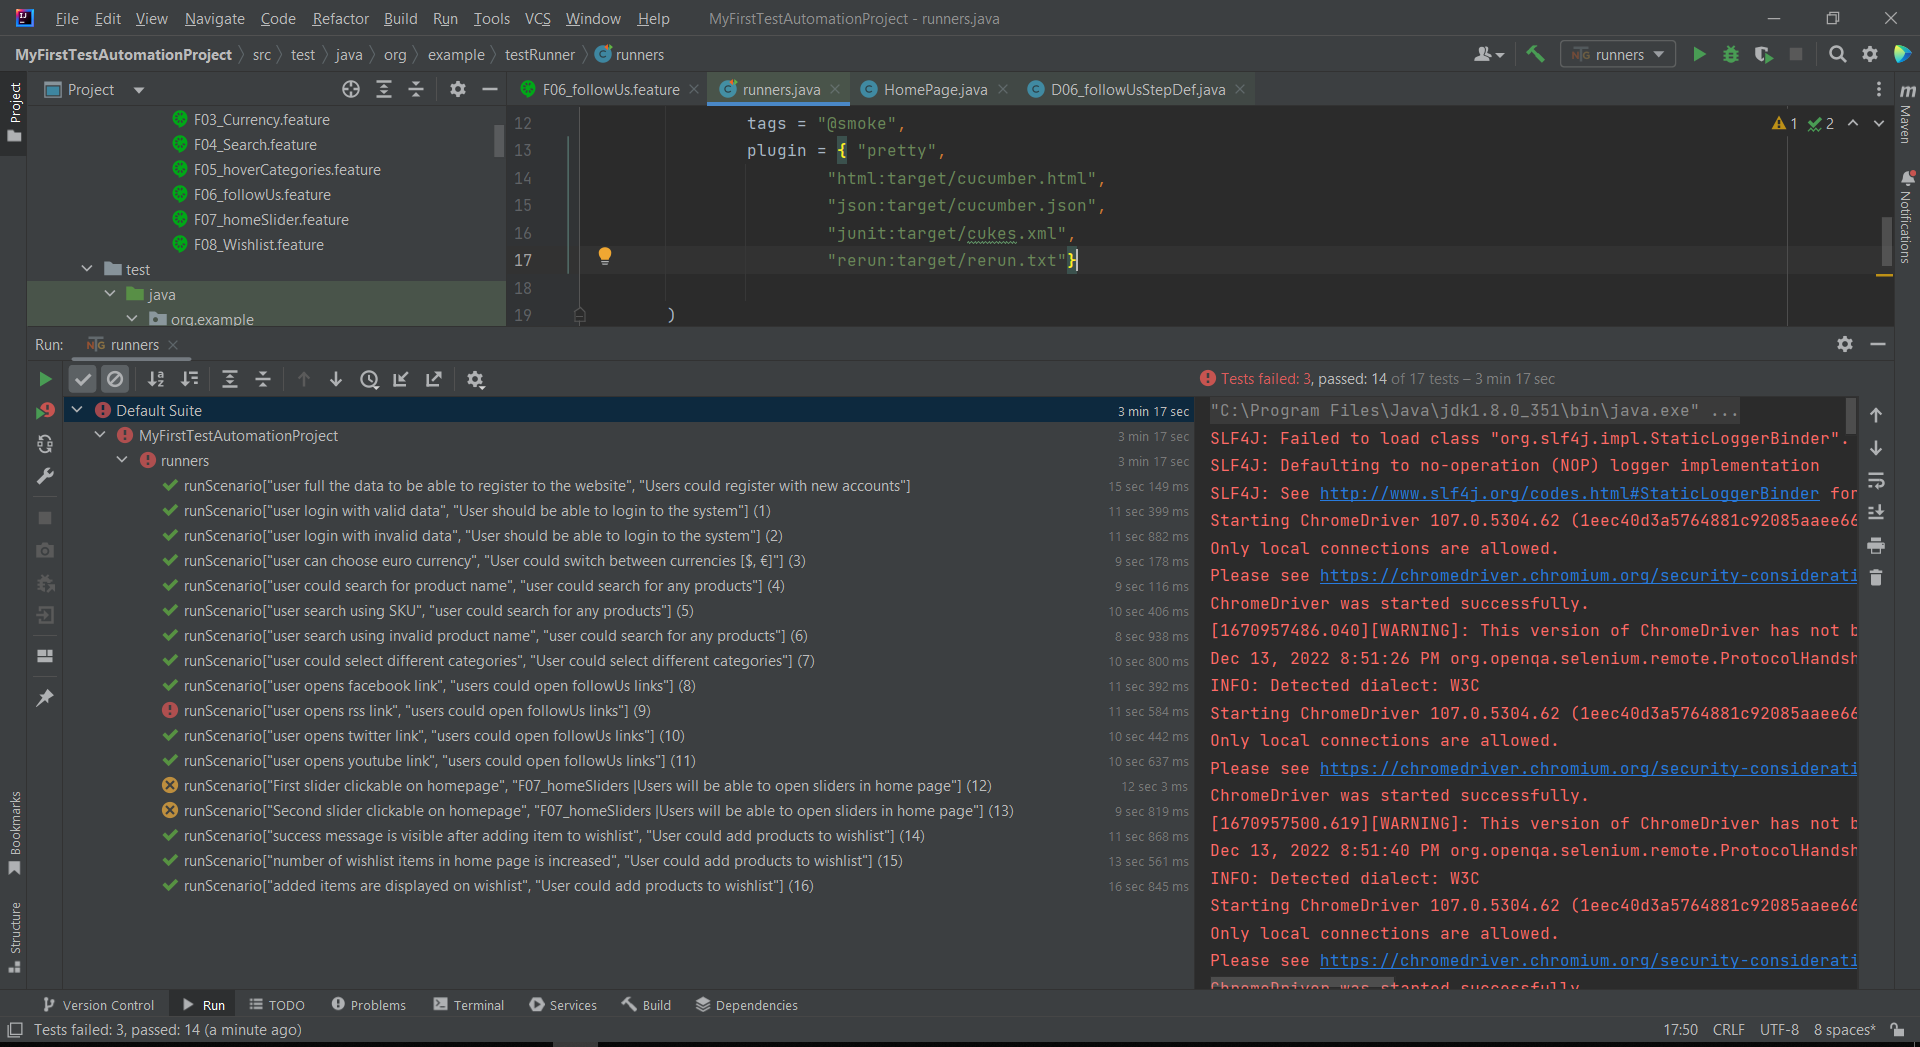 File Edit View Navigate Code Refactor Build Run Tools VCS Window Help MyFirstTestAutomationProject - runners.java
MyFirstTestAutomationProject src test java org example testRunner runners
runners
Project
Project
F06_followUs.feature runners.java HomePage.java D06_followUsStepDef.java
F03_Currency.feature
F04_Search.feature
F05_hoverCategories.feature
F06_followUs.feature
F07_homeSlider.feature
F08_Wishlist.feature
test
java
org.example
12 tags = "@smoke",
13 plugin = { "pretty",
14 "html:target/cucumber.html",
15 "json:target/cucumber.json",
16 "junit:target/cukes.xml",
17 "rerun:target/rerun.txt"}
18
19 )
1 2
Maven
Notifications
Run: runners
Tests failed: 3, passed: 14 of 17 tests – 3 min 17 sec
Default Suite 3 min 17 sec
MyFirstTestAutomationProject 3 min 17 sec
runners 3 min 17 sec
runScenario["user full the data to be able to register to the website", "Users could register with new accounts"] 15 sec 149 ms
runScenario["user login with valid data", "User should be able to login to the system"] (1) 11 sec 399 ms
runScenario["user login with invalid data", "User should be able to login to the system"] (2) 11 sec 882 ms
runScenario["user can choose euro currency", "User could switch between currencies [$, €]"] (3) 9 sec 178 ms
runScenario["user could search for product name", "user could search for any products"] (4) 9 sec 116 ms
runScenario["user search using SKU", "user could search for any products"] (5) 10 sec 406 ms
runScenario["user search using invalid product name", "user could search for any products"] (6) 8 sec 938 ms
runScenario["user could select different categories", "User could select different categories"] (7) 10 sec 800 ms
runScenario["user opens facebook link", "users could open followUs links"] (8) 11 sec 392 ms
runScenario["user opens rss link", "users could open followUs links"] (9) 11 sec 584 ms
runScenario["user opens twitter link", "users could open followUs links"] (10) 10 sec 442 ms
runScenario["user opens youtube link", "users could open followUs links"] (11) 10 sec 637 ms
runScenario["First slider clickable on homepage", "F07_homeSliders |Users will be able to open sliders in home page"] (12) 12 sec 3 ms
runScenario["Second slider clickable on homepage", "F07_homeSliders |Users will be able to open sliders in home page"] (13) 9 sec 819 ms
runScenario["success message is visible after adding item to wishlist", "User could add products to wishlist"] (14) 11 sec 868 ms
runScenario["number of wishlist items in home page is increased", "User could add products to wishlist"] (15) 13 sec 561 ms
runScenario["added items are displayed on wishlist", "User could add products to wishlist"] (16) 16 sec 845 ms
"C:\Program Files\Java\jdk1.8.0_351\bin\java.exe" ...
SLF4J: Failed to load class "org.slf4j.impl.StaticLoggerBinder".
SLF4J: Defaulting to no-operation (NOP) logger implementation
SLF4J: See http://www.slf4j.org/codes.html#StaticLoggerBinder for
Starting ChromeDriver 107.0.5304.62 (1eec40d3a5764881c92085aaee66
Only local connections are allowed.
Please see https://chromedriver.chromium.org/security-considerati
ChromeDriver was started successfully.
[1670957486.040][WARNING]: This version of ChromeDriver has not b
Dec 13, 2022 8:51:26 PM org.openqa.selenium.remote.ProtocolHandsh
INFO: Detected dialect: W3C
Starting ChromeDriver 107.0.5304.62 (1eec40d3a5764881c92085aaee66
Only local connections are allowed.
Please see https://chromedriver.chromium.org/security-considerati
ChromeDriver was started successfully.
[1670957500.619][WARNING]: This version of ChromeDriver has not b
Dec 13, 2022 8:51:40 PM org.openqa.selenium.remote.ProtocolHandsh
INFO: Detected dialect: W3C
Starting ChromeDriver 107.0.5304.62 (1eec40d3a5764881c92085aaee66
Only local connections are allowed.
Please see https://chromedriver.chromium.org/security-considerati
ChromeDriver was started successfully.
Bookmarks
Structure
Version Control Run TODO Problems Terminal Services Build Dependencies
Tests failed: 3, passed: 14 (a minute ago) 17:50 CRLF UTF-8 8 spaces*